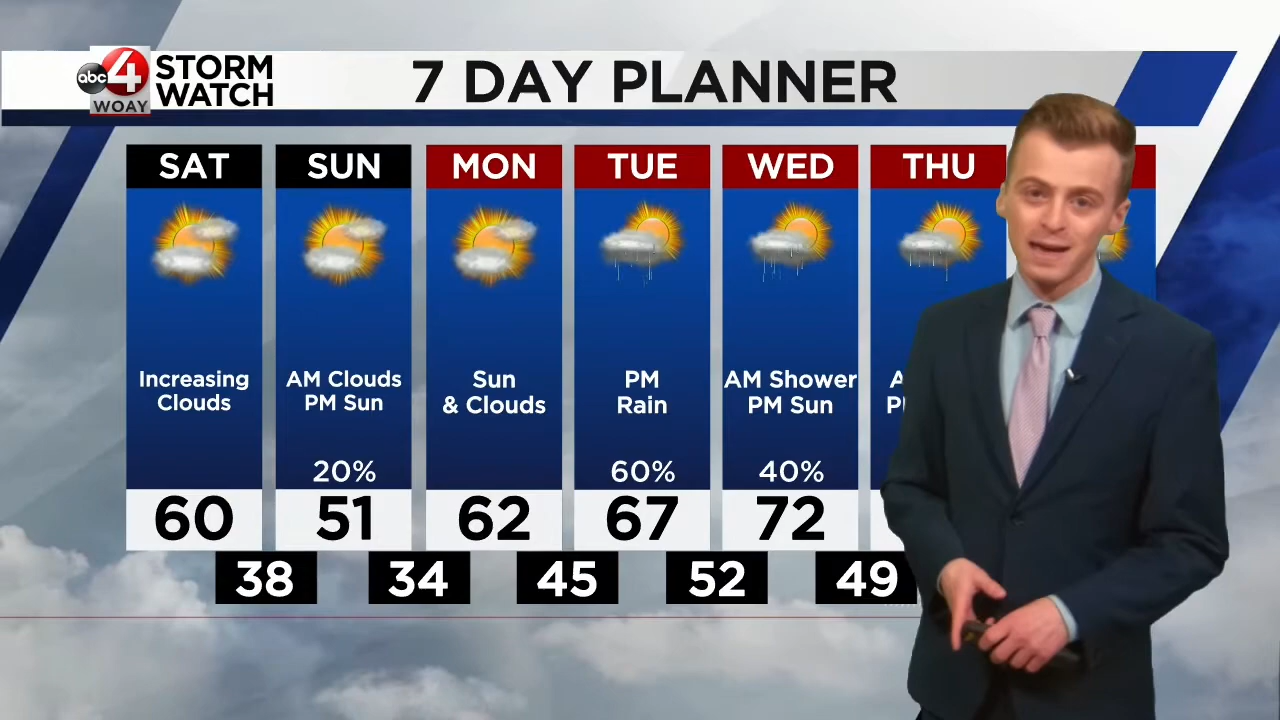 abc 4
WOAY
STORM
WATCH
7 DAY PLANNER
SAT
SUN
MON
TUE
WED
THU
Increasing
Clouds
AM Clouds
PM Sun
Sun
& Clouds
PM
Rain
AM Shower
PM Sun
20%
60%
40%
60
51
62
67
72
38
34
45
52
49